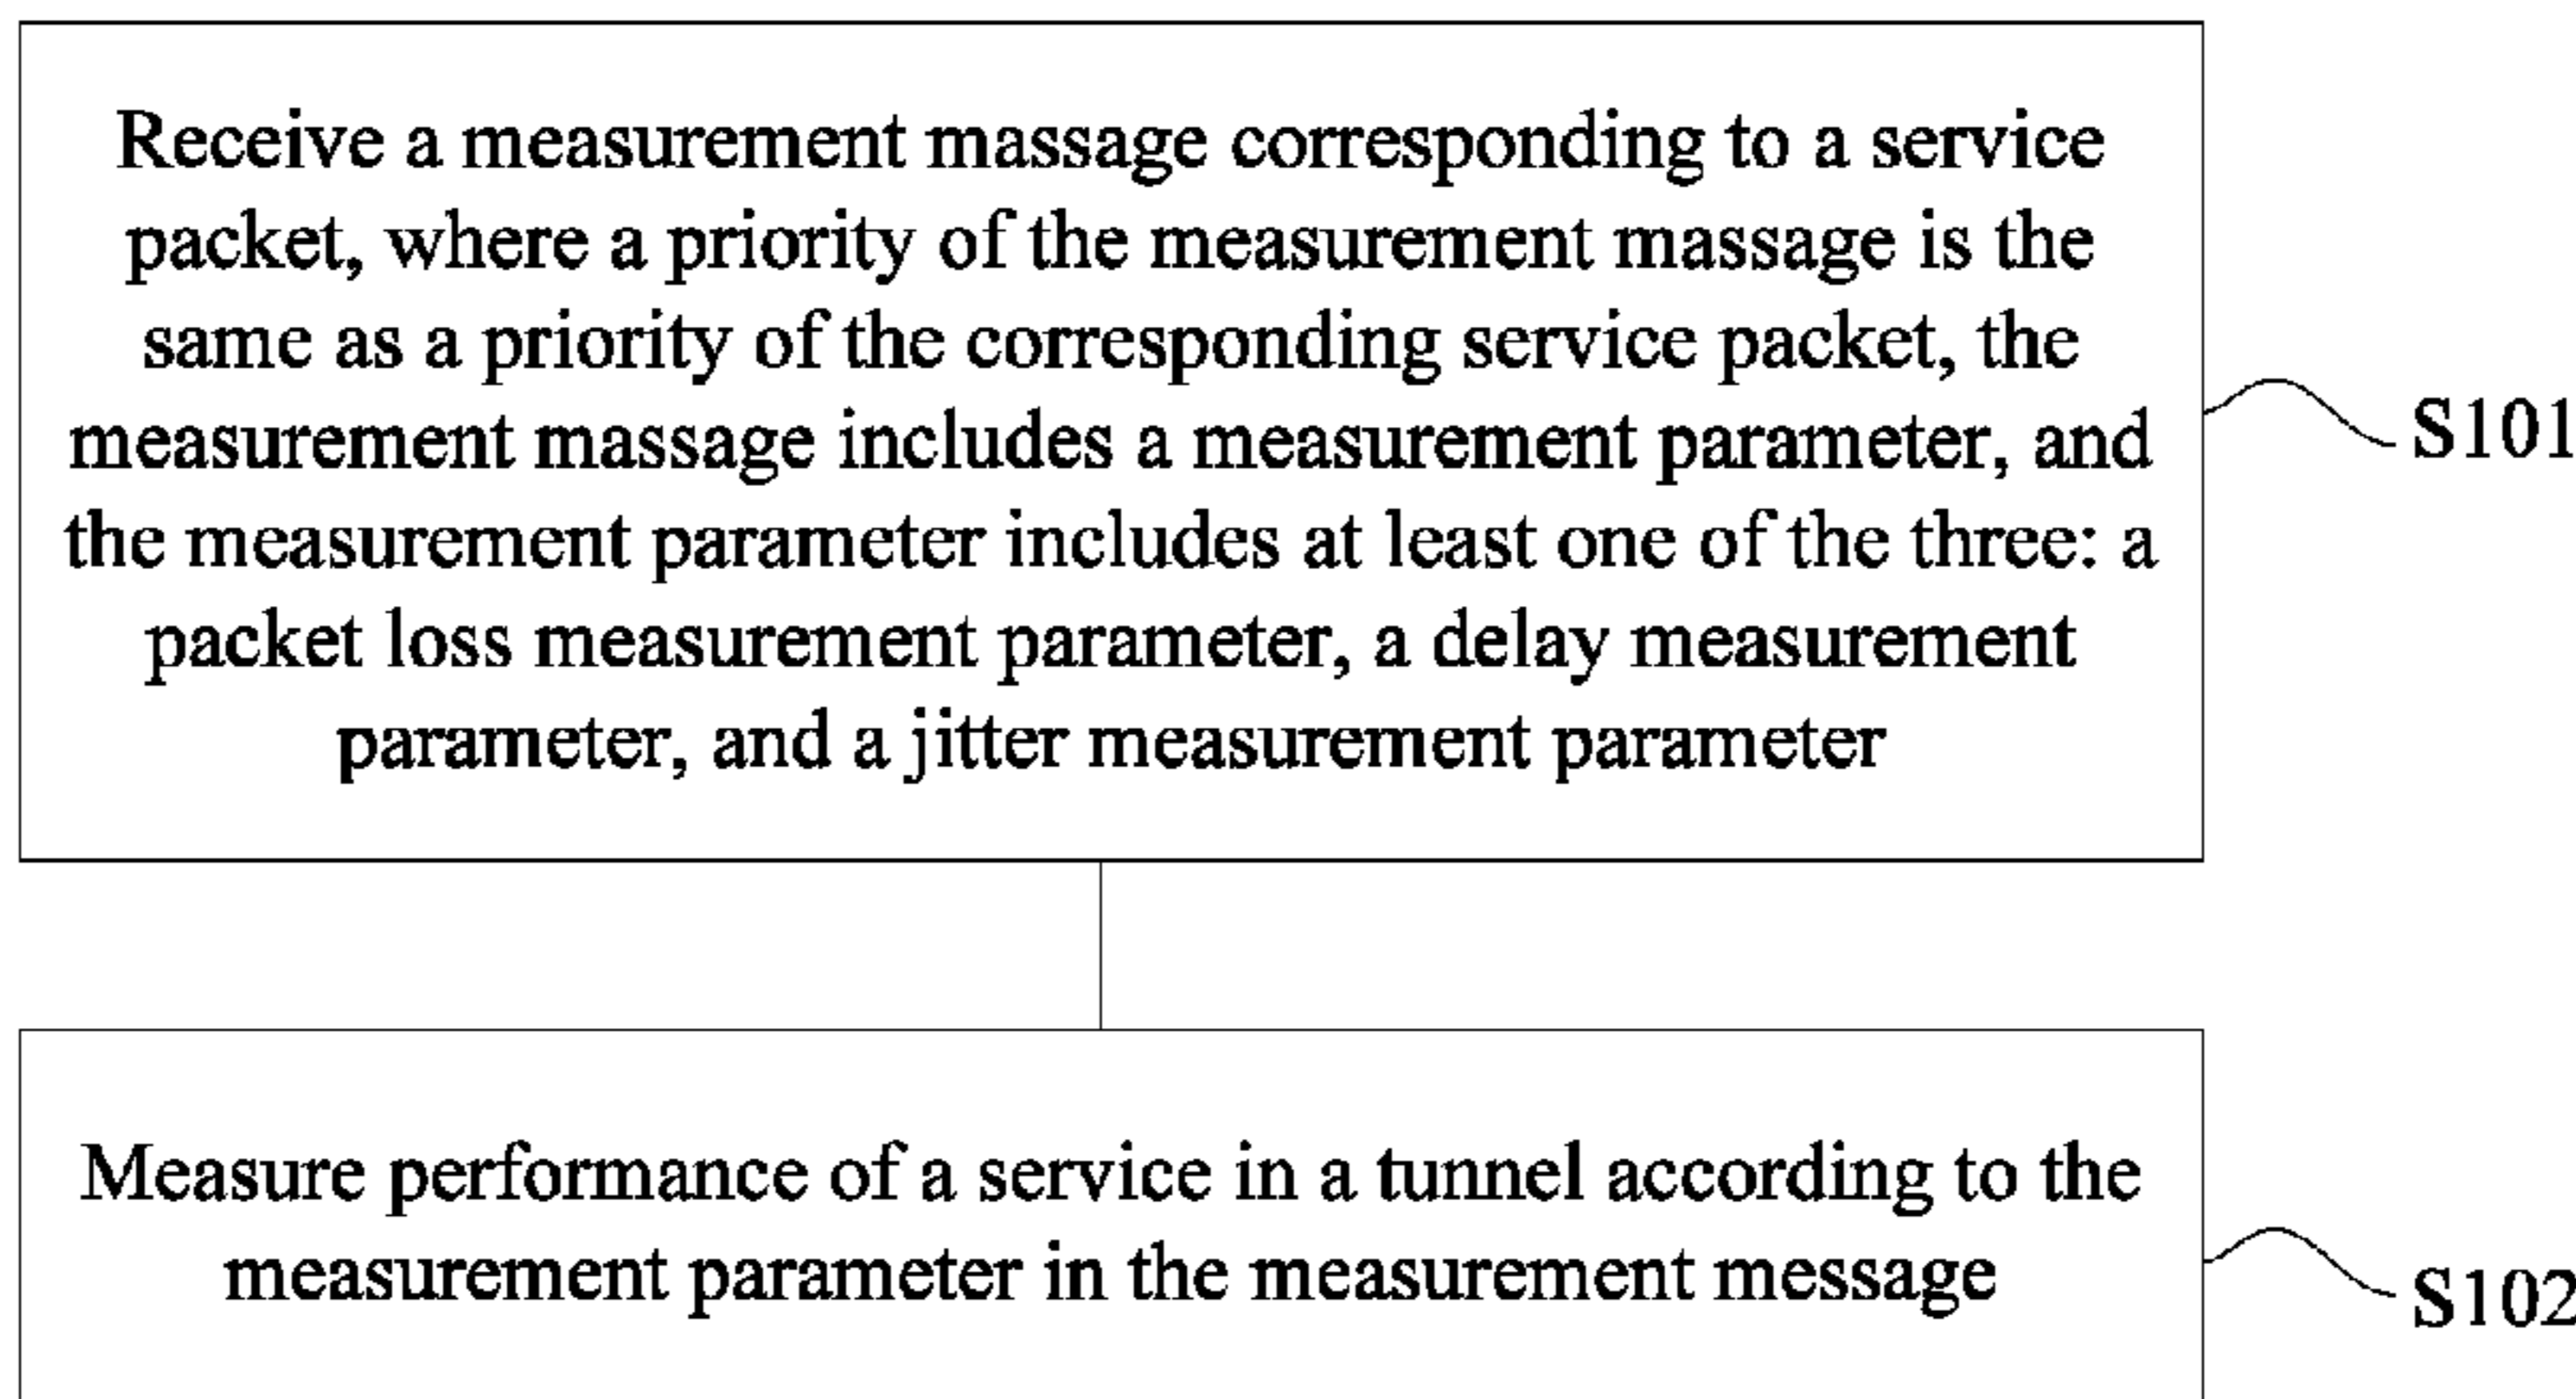 Receive a measurement massage corresponding to a service
packet, where a priority of the measurement massage is the
same as a priority of the corresponding service packet, the
measurement massage includes a measurement parameter, and
the measurement parameter includes at least one of the three: a
packet loss measurement parameter, a delay measurement
parameter, and a jitter measurement parameter
S101
Measure performance of a service in a tunnel according to the
measurement parameter in the measurement message
S102